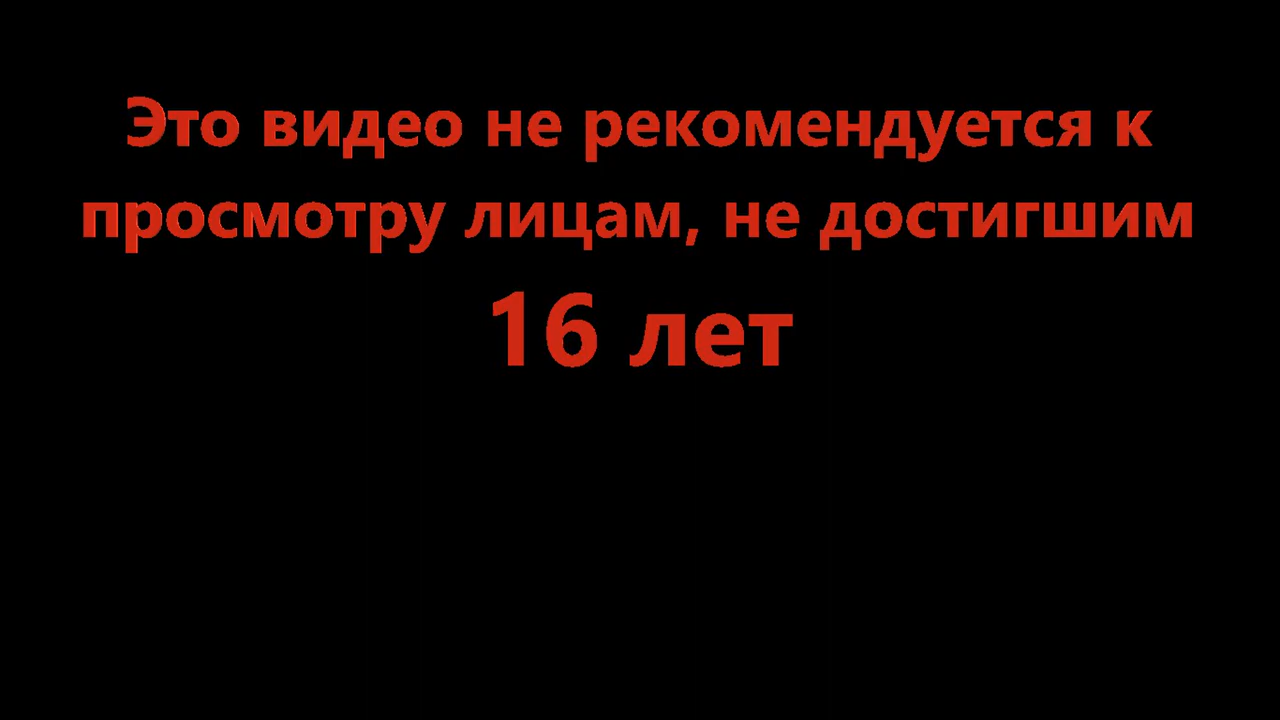 Это видео не рекомендуется к
просмотру лицам, не достигшим
16 лет